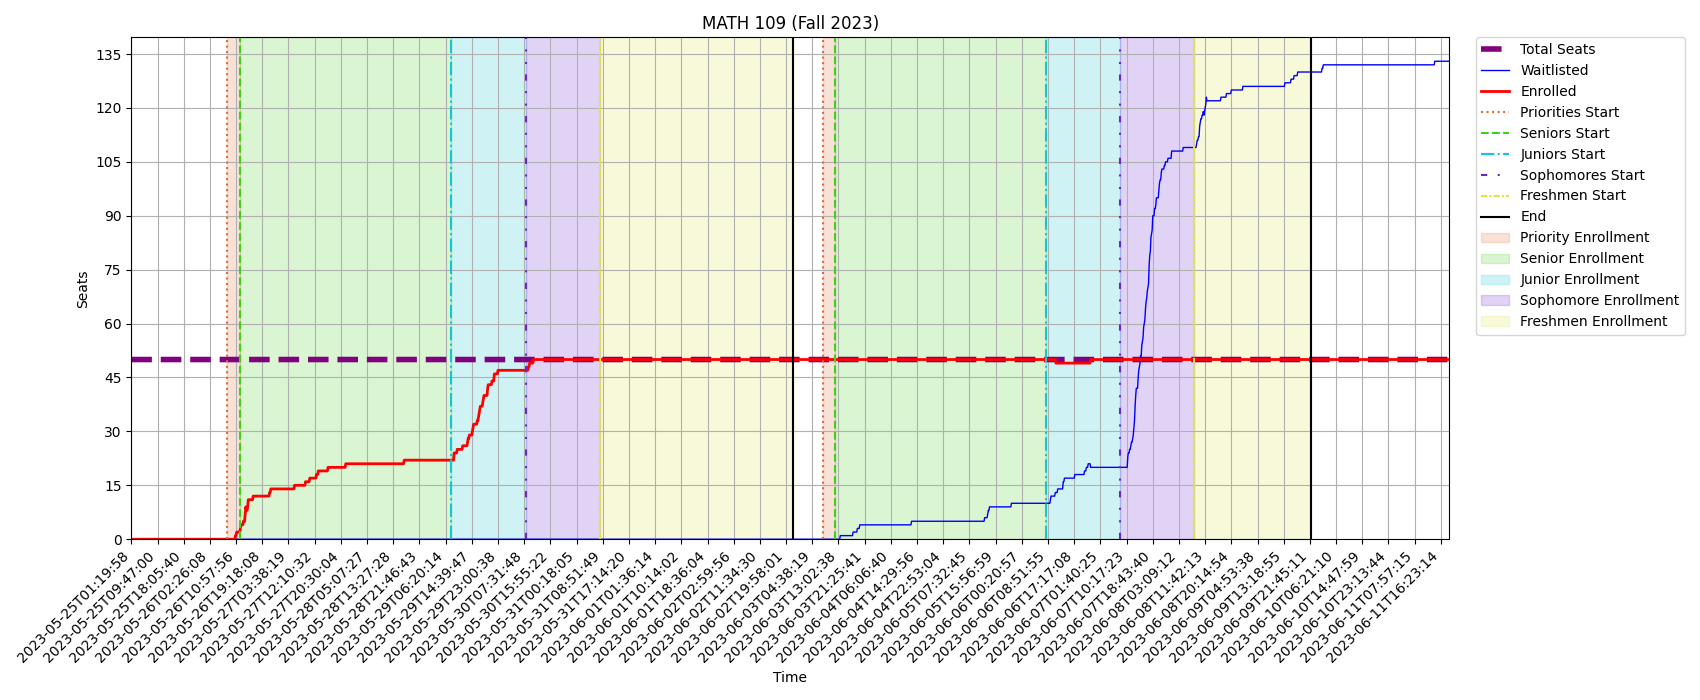 MATH 109 (Fall 2023)
Seats
135
120
105
90
75
60
45
30
15
0
2023-05-25T01:19:58
2023-05-25T09:47:00
2023-05-25T18:05:40
2023-05-26T02:26:08
2023-05-26T10:57:56
2023-05-26T19:18:08
2023-05-27T03:38:19
2023-05-27T12:10:32
2023-05-27T20:30:04
2023-05-28T05:07:27
2023-05-28T13:27:28
2023-05-28T21:46:43
2023-05-29T06:20:14
2023-05-29T14:39:47
2023-05-29T23:00:38
2023-05-30T07:31:48
2023-05-30T15:55:22
2023-05-31T00:18:05
2023-05-31T08:51:49
2023-05-31T17:14:20
2023-06-01T01:36:14
2023-06-01T10:14:02
2023-06-01T18:36:04
2023-06-02T02:59:56
2023-06-02T11:34:30
2023-06-02T19:58:01
2023-06-03T04:38:19
2023-06-03T13:02:38
2023-06-03T21:25:41
2023-06-04T06:06:40
2023-06-04T14:29:56
2023-06-04T22:53:04
2023-06-05T07:32:45
2023-06-05T15:56:59
2023-06-06T00:20:57
2023-06-06T08:51:55
2023-06-06T17:17:08
2023-06-07T01:40:25
2023-06-07T10:17:23
2023-06-07T18:43:40
2023-06-08T03:09:12
2023-06-08T11:42:13
2023-06-08T20:14:54
2023-06-09T04:53:38
2023-06-09T13:18:55
2023-06-09T21:45:11
2023-06-10T06:21:10
2023-06-10T14:47:59
2023-06-10T23:13:44
2023-06-11T07:57:15
2023-06-11T16:23:14
Time
Total Seats
Waitlisted
Enrolled
Priorities Start
Seniors Start
Juniors Start
Sophomores Start
Freshmen Start
End
Priority Enrollment
Senior Enrollment
Junior Enrollment
Sophomore Enrollment
Freshmen Enrollment